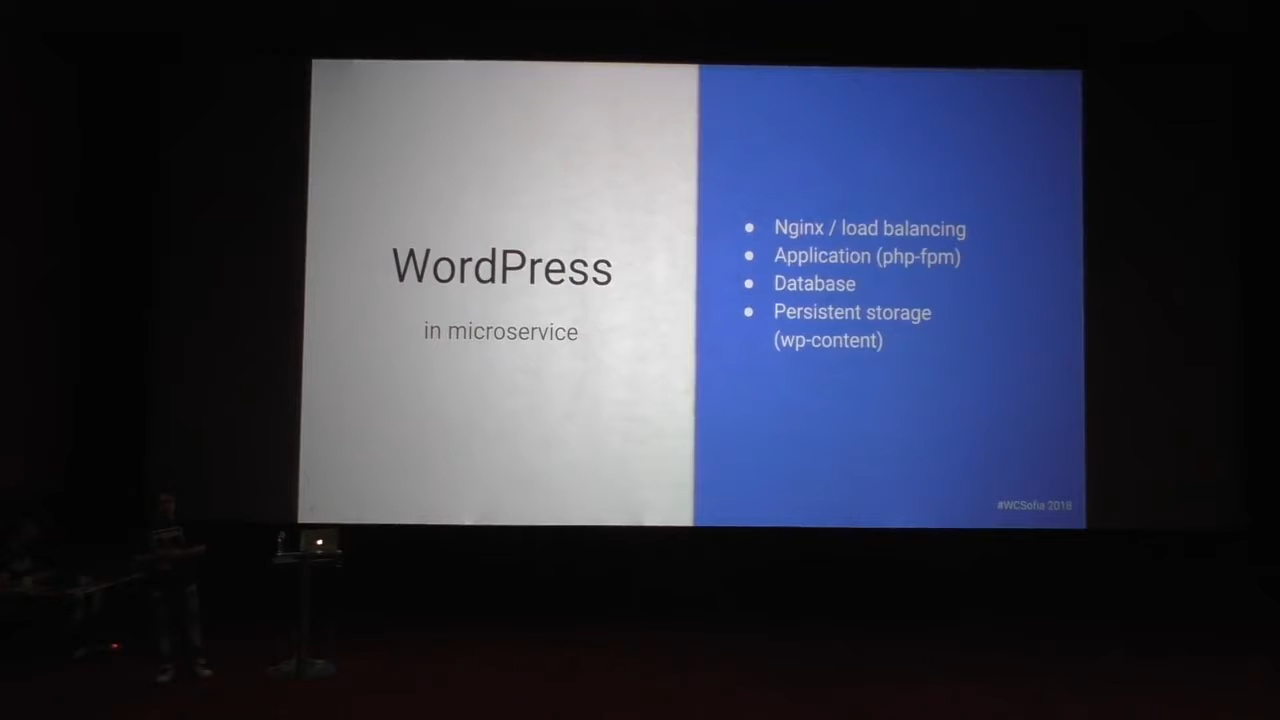 WordPress
in microservice
● Nginx / load balancing
● Application (php-fpm)
● Database
● Persistent storage
(wp-content)
#WCSofia 2018